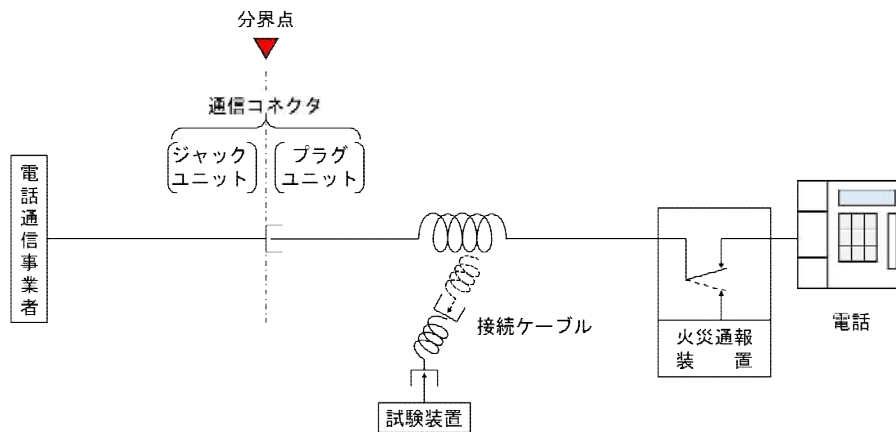 分界点
通信コネクタ
ジャック
ユニット
プラグ
ユニット
電話通信事業者
接続ケーブル
試験装置
火災通報
装置
電話